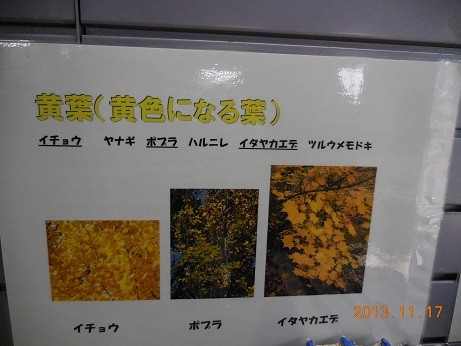 黄葉(黄色になる葉)
イチョウ ヤナギ ポプラ ハルニレ イタヤカエデ ツルウメモドキ
イチョウ ポプラ イタヤカエデ
2013.11.17